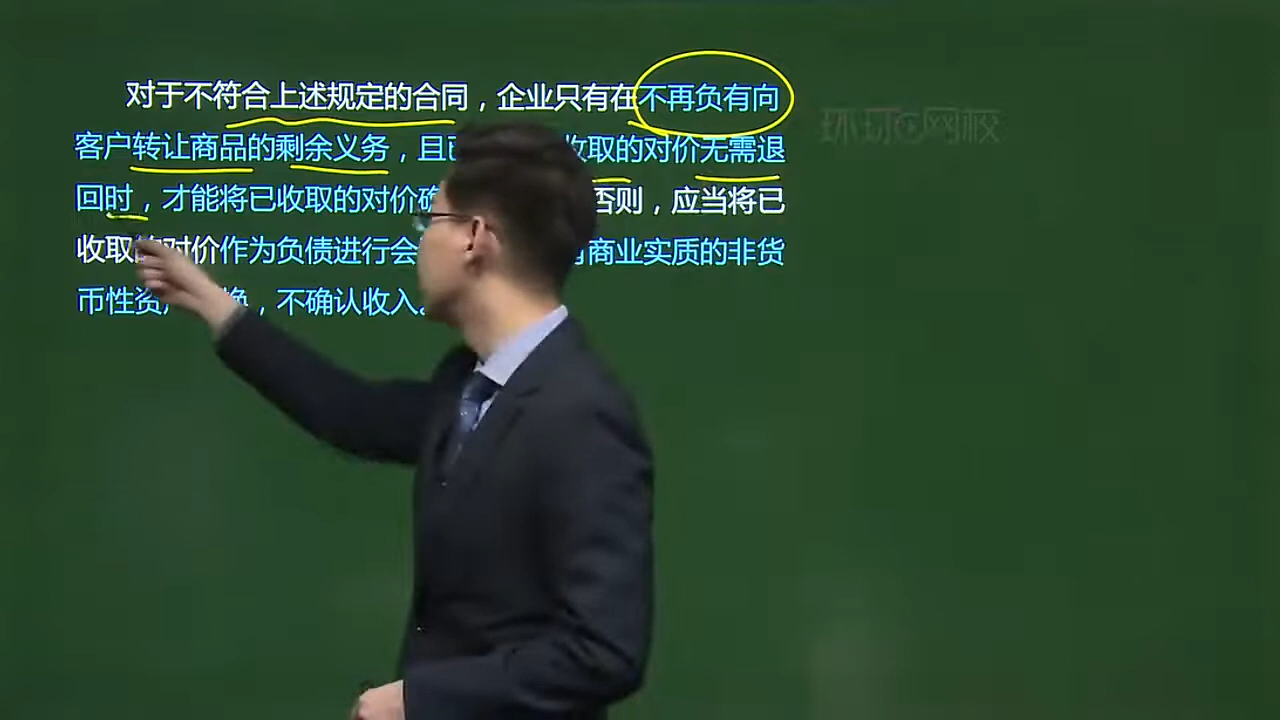 对于不符合上述规定的合同，企业只有在不再负有向
客户转让商品的剩余义务，且已 收取的对价无需退
回时，才能将已收取的对价确 否则，应当将已
收取的对价作为负债进行会 商业实质的非货
币性资产 换，不确认收入。
环球网校